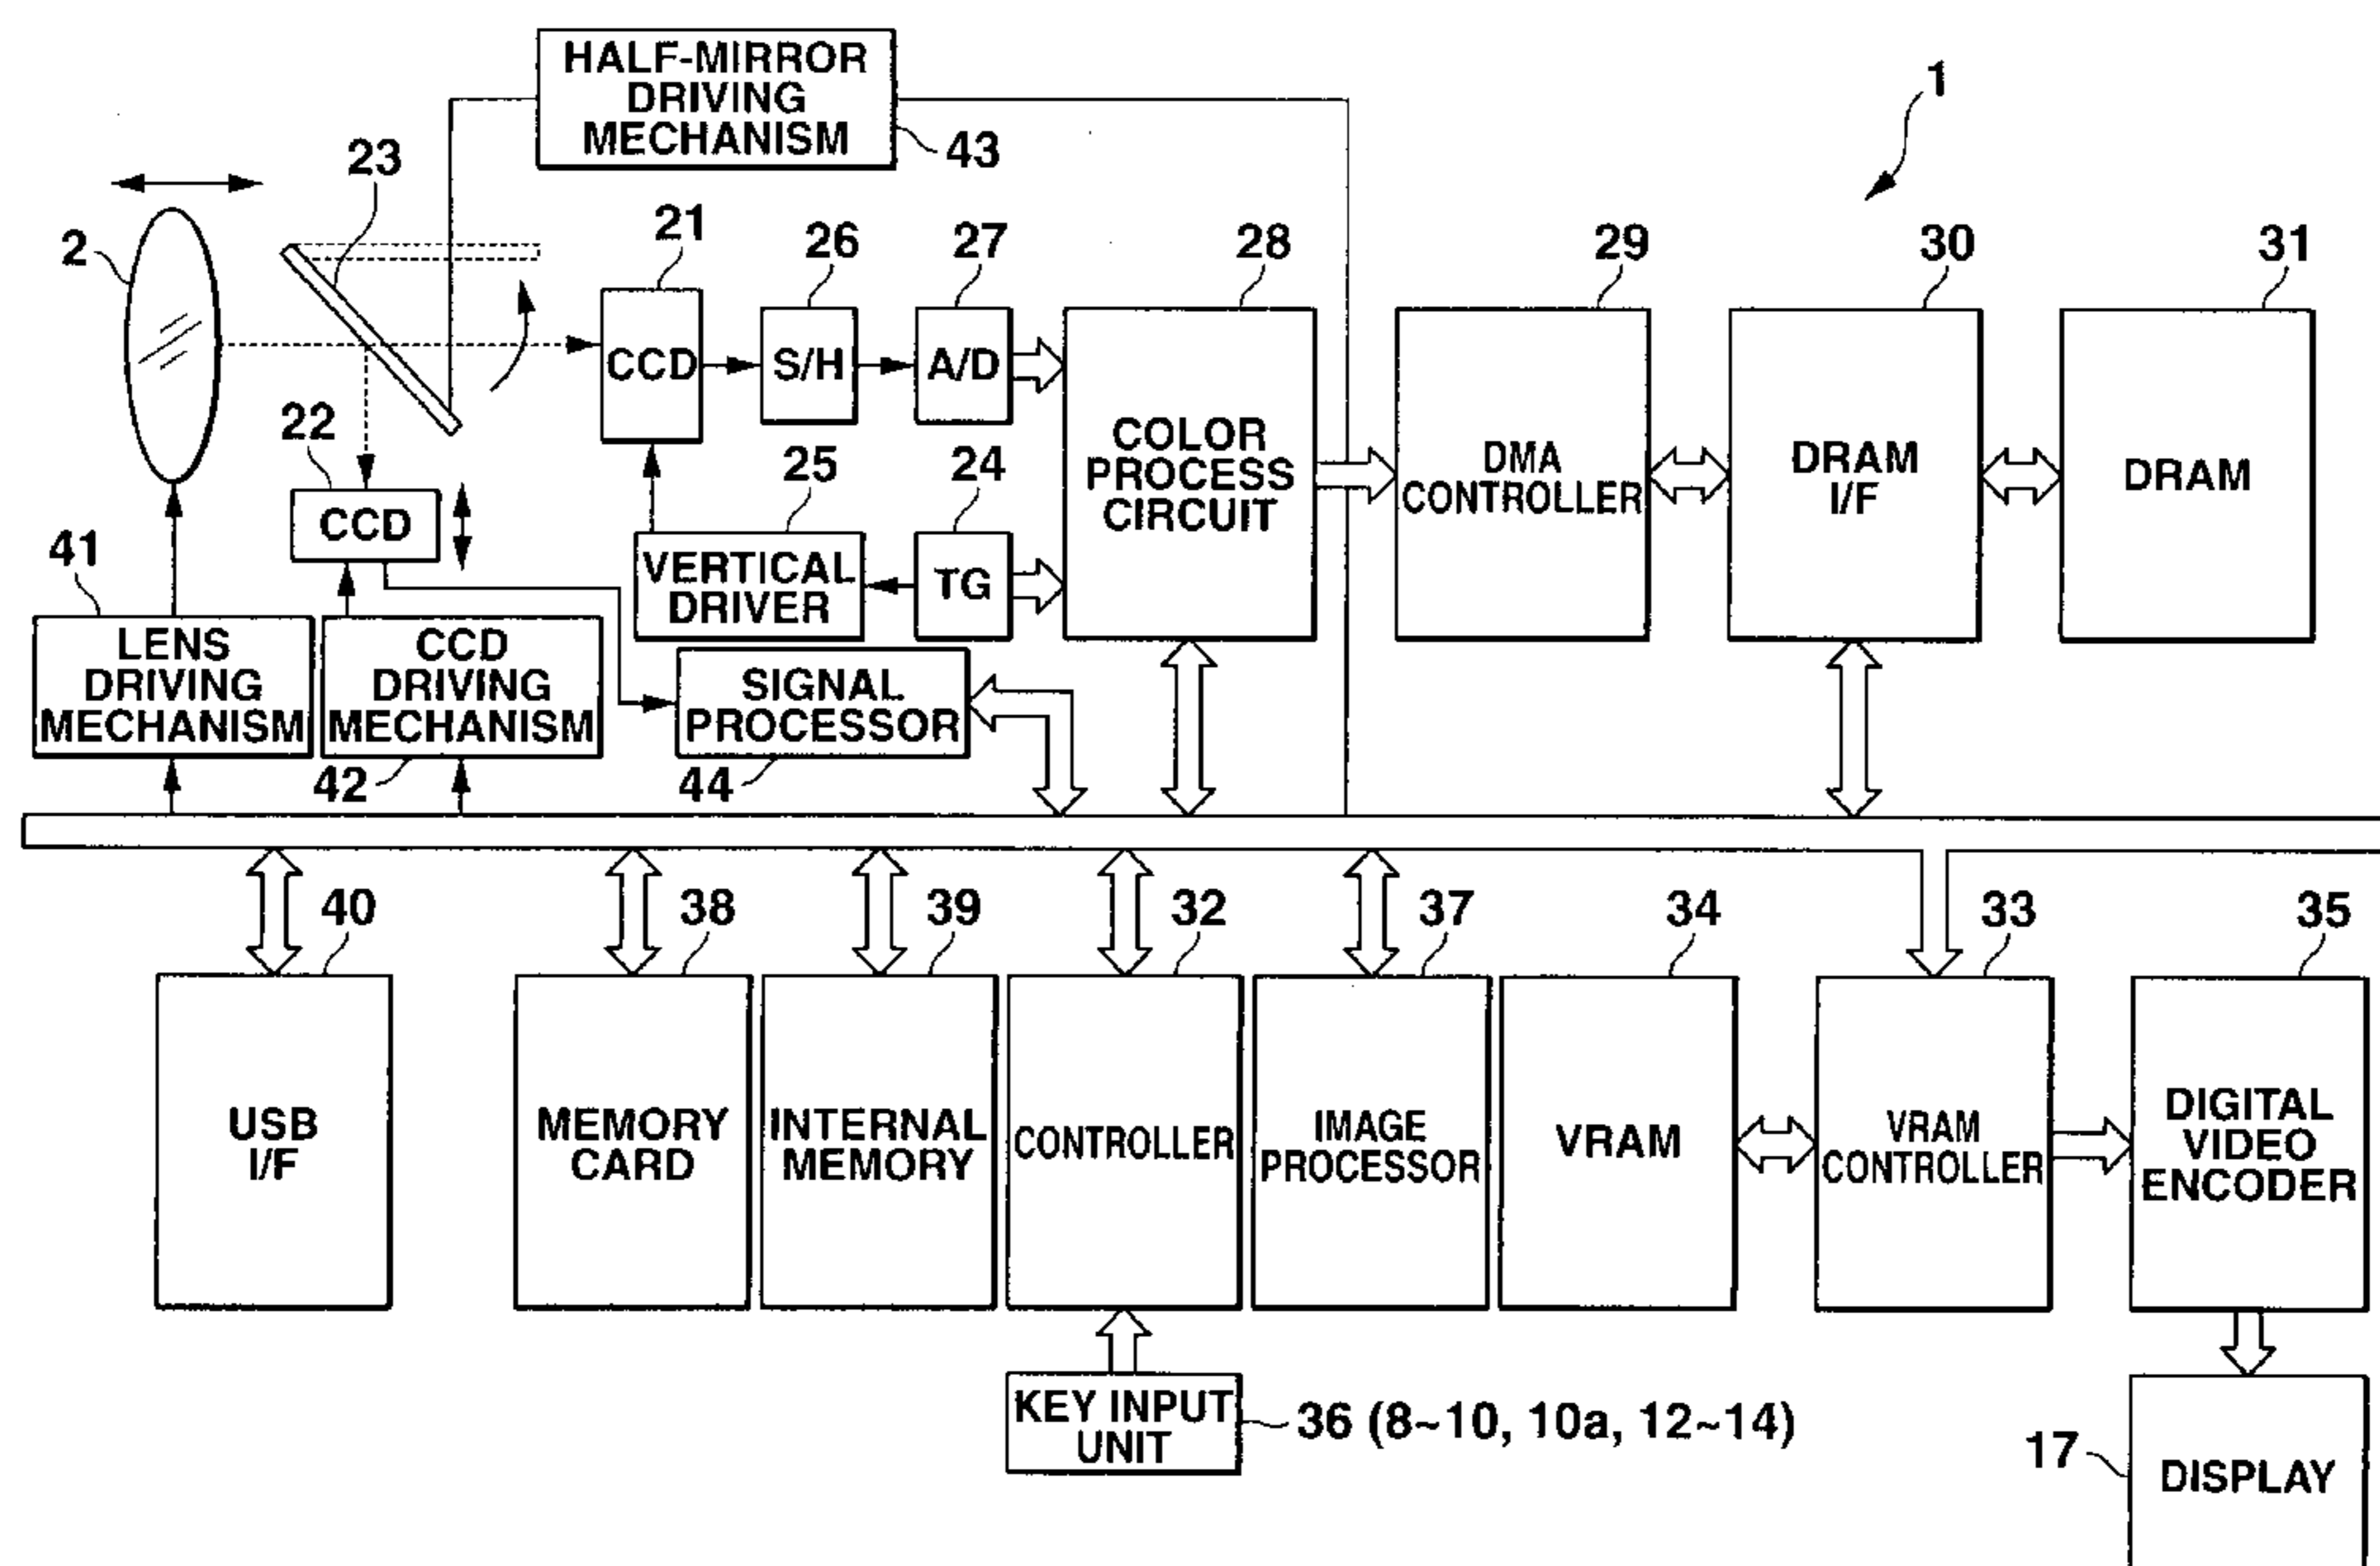 HALF-MIRROR
DRIVING
MECHANISM
43
1
23
2
21
26
27
28
29
30
31
CCD
S/H
A/D
COLOR
PROCESS
CIRCUIT
DMA
CONTROLLER
DRAM
I/F
DRAM
22
CCD
25
24
VERTICAL
DRIVER
TG
41
LENS
DRIVING
MECHANISM
CCD
DRIVING
MECHANISM
42
SIGNAL
PROCESSOR
44
40
38
39
32
37
34
33
35
USB
I/F
MEMORY
CARD
INTERNAL
MEMORY
CONTROLLER
IMAGE
PROCESSOR
VRAM
VRAM
CONTROLLER
DIGITAL
VIDEO
ENCODER
KEY INPUT
UNIT
36 (8~10, 10a, 12~14)
17
DISPLAY